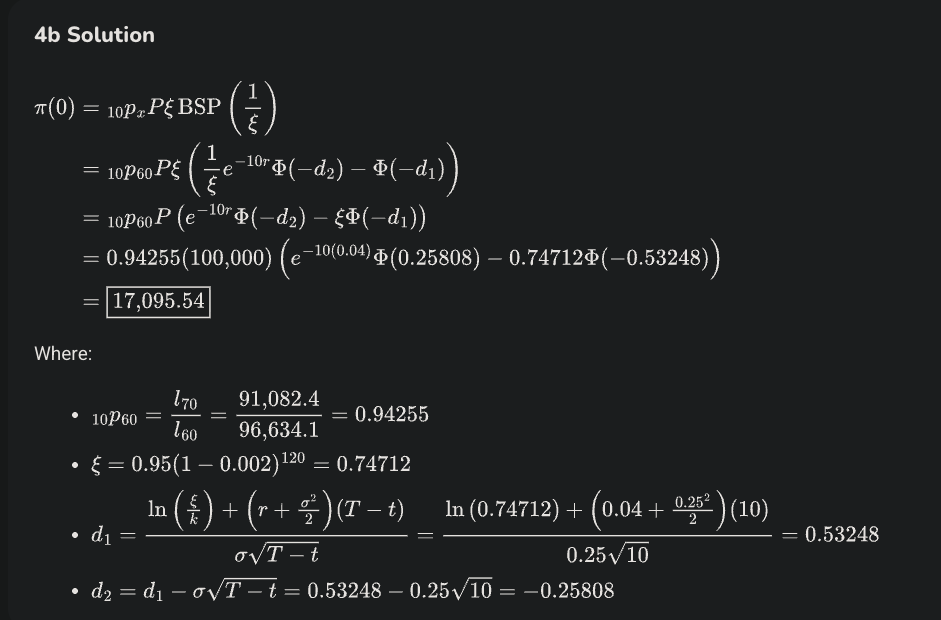 4b Solution
π(0) = ₁₀pₓPξ BSP (1/ξ)
= ₁₀p₆₀Pξ (1/ξ e^{−10r}Φ(−d₂) − Φ(−d₁))
= ₁₀p₆₀P (e^{−10r}Φ(−d₂) − ξΦ(−d₁))
= 0.94255(100,000) (e^{−10(0.04)}Φ(0.25808) − 0.74712Φ(−0.53248))
= 17,095.54
Where:
• ₁₀p₆₀ = l₇₀/l₆₀ = 91,082.4/96,634.1 = 0.94255
• ξ = 0.95(1 − 0.002)^{120} = 0.74712
• d₁ = (ln(ξ/k) + (r + σ²/2)(T − t))/(σ√(T − t)) = (ln (0.74712) + (0.04 + 0.25²/2)(10))/(0.25√10) = 0.53248
• d₂ = d₁ − σ√(T − t) = 0.53248 − 0.25√10 = −0.25808